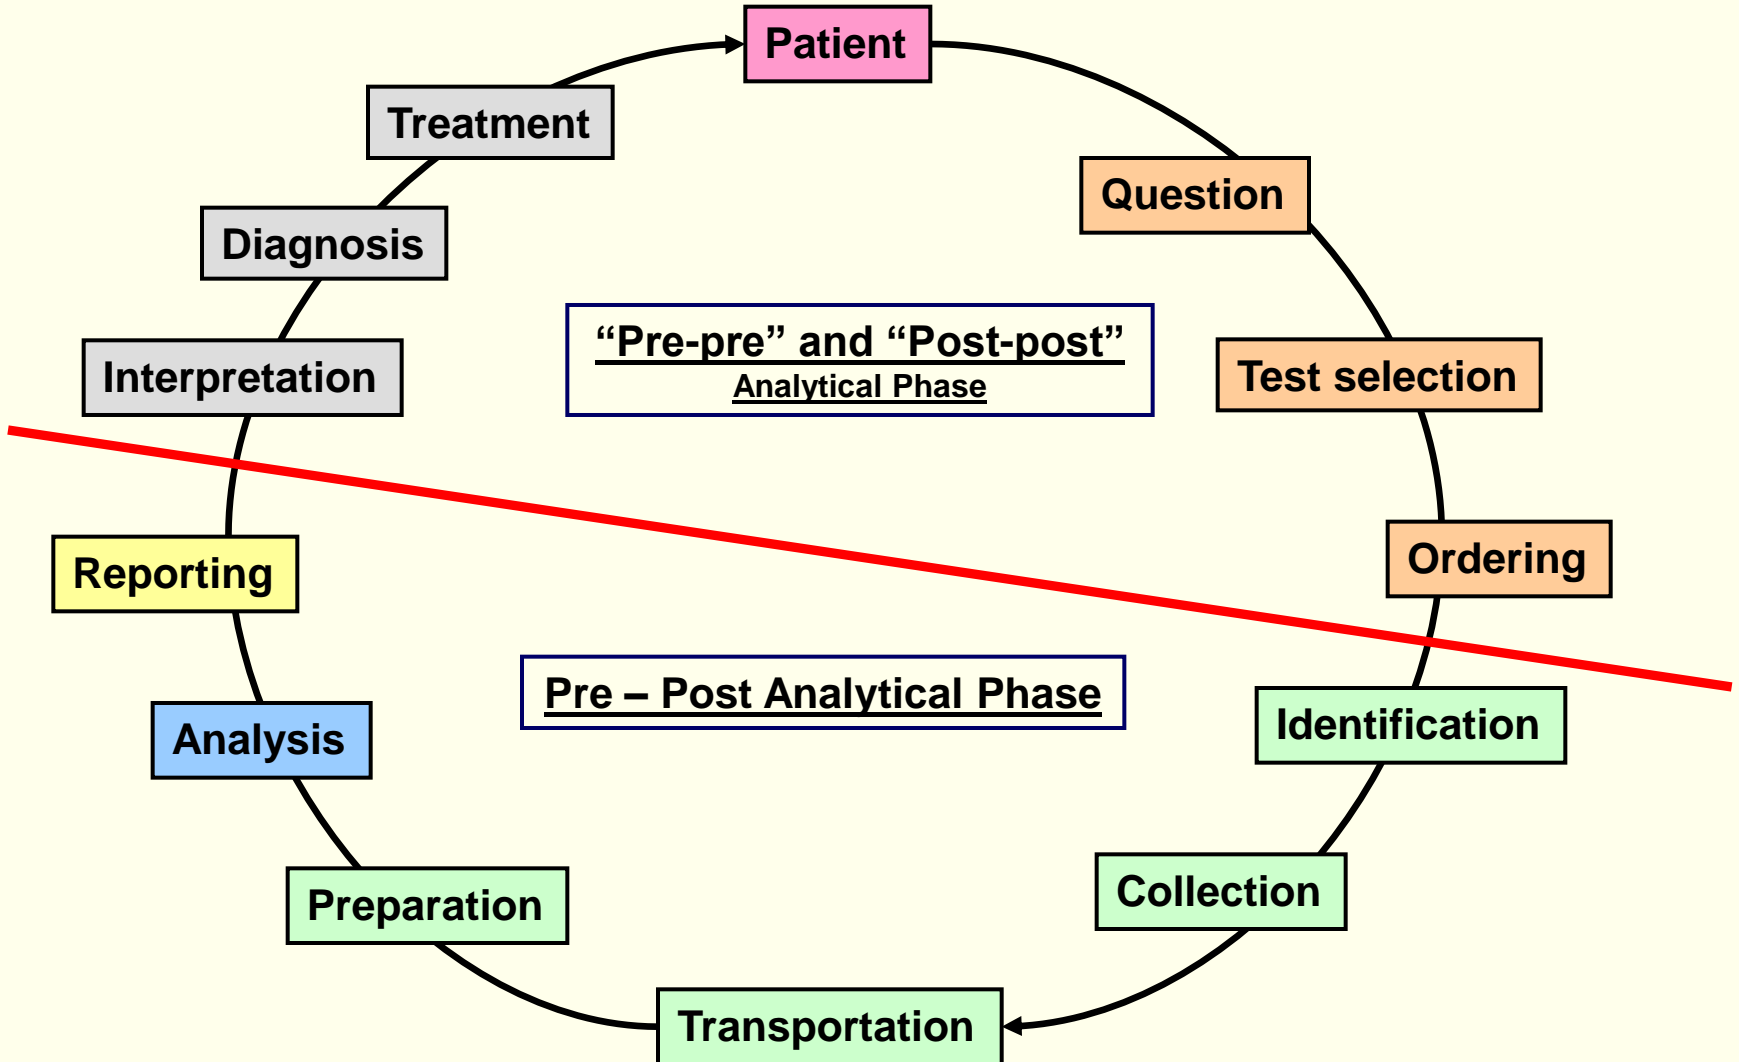 Patient
Treatment
Question
Diagnosis
“Pre-pre” and “Post-post”
Analytical Phase
Interpretation
Test selection
Reporting
Ordering
Pre – Post Analytical Phase
Analysis
Identification
Preparation
Collection
Transportation